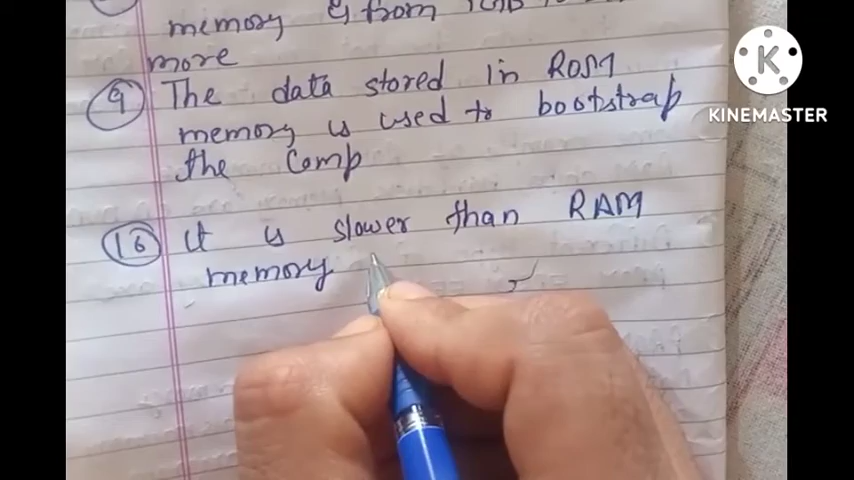 memory is from
more
9 The data stored in ROM
memory is used to bootstrap
the Comp
10 it is slower than RAM
memory
K
KINEMASTER